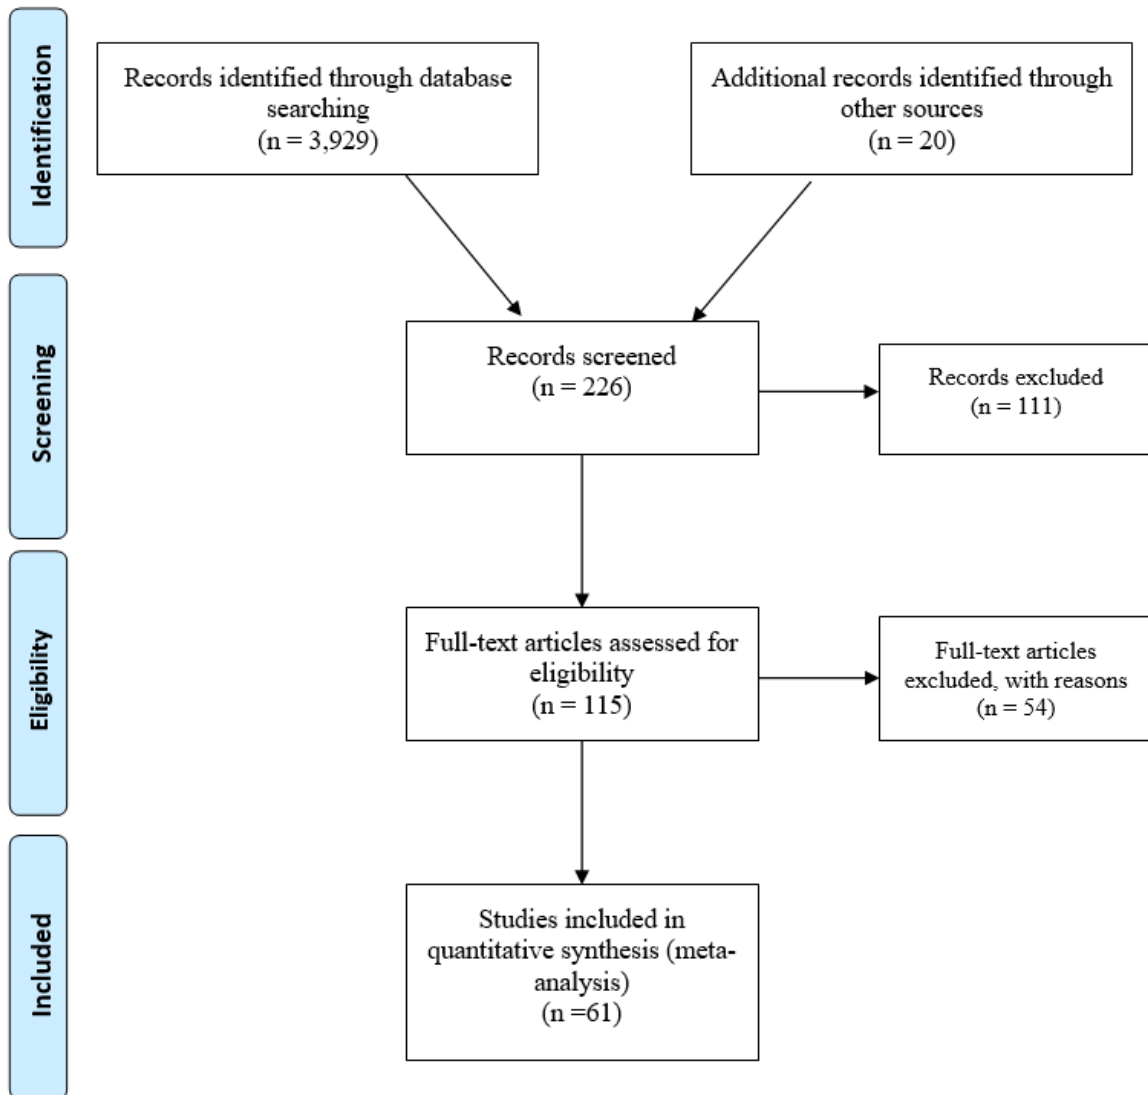 Identification
Records identified through database
searching
(n = 3,929)
Additional records identified through
other sources
(n = 20)
Screening
Records screened
(n = 226)
Records excluded
(n = 111)
Eligibility
Full-text articles assessed for
eligibility
(n = 115)
Full-text articles
excluded, with reasons
(n = 54)
Included
Studies included in
quantitative synthesis (meta-
analysis)
(n =61)